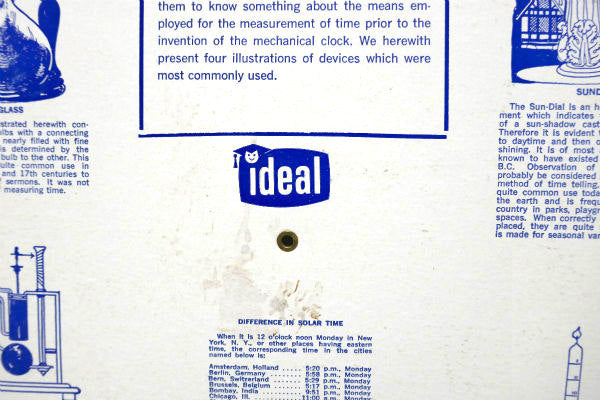 them to know something about the means em-
ployed for the measurement of time prior to the
invention of the mechanical clock. We herewith
present four illustrations of devices which were
most commonly used.
GLASS
strated herewith con-
lbs with a connecting
nearly filled with fine
is determined by the
bulb to the other. This
uite common use in
and 17th centuries to
sermons. It was not
measuring time.
ideal
SUND
The Sun-Dial is an h
ment which indicates
of a sun-shadow cast
Therefore it is evident t
to daytime and then o
shining. It is of most
known to have existed
B.C. Observation of
probably be considered
method of time telling.
quite common use toda
the earth and is frequ
country in parks, playgr
spaces. When correctly
placed, they are quite
is made for seasonal var
DIFFERENCE IN SOLAR TIME
When it is 12 o'clock noon Monday in New
York, N. Y., or other places having eastern
time, the corresponding time in the cities
named below is:
Amsterdam, Holland ..... 5:20 p.m., Monday
Berlin, Germany ..... 5:58 p.m., Monday
Bern, Switzerland ..... 5:29 p.m., Monday
Brussels, Belgium ..... 5:17 p.m., Monday
Bombay, India ..... 9:51 p.m., Monday
Chicago, Ill. ..... 11:00 a.m., Monday